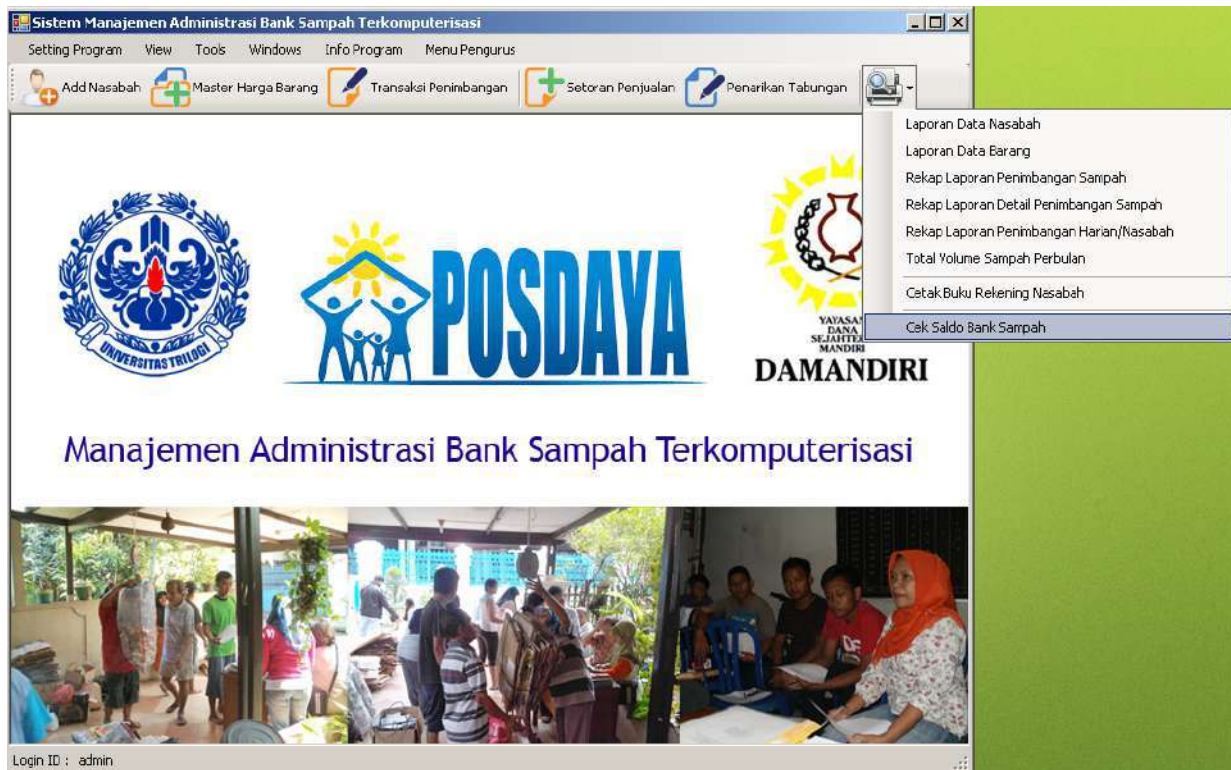 Sistem Manajemen Administrasi Bank Sampah Terkomputerisasi
Setting Program View Tools Windows Info Program Menu Pengurus
Add Nasabah Master Harga Barang Transaksi Penimbangan Setoran Penjualan Penarikan Tabungan
Laporan Data Nasabah
Laporan Data Barang
Rekap Laporan Penimbangan Sampah
Rekap Laporan Detail Penimbangan Sampah
Rekap Laporan Penimbangan Harian/Nasabah
Total Volume Sampah Perbulan
Cetak Buku Rekening Nasabah
Cek Saldo Bank Sampah
UNIVERSITAS TRILOGI
POSDAYA
YAYASAN
DANA
SEJAHTER
MANDIRI
DAMANDIRI
Manajemen Administrasi Bank Sampah Terkomputerisasi
Login ID : admin